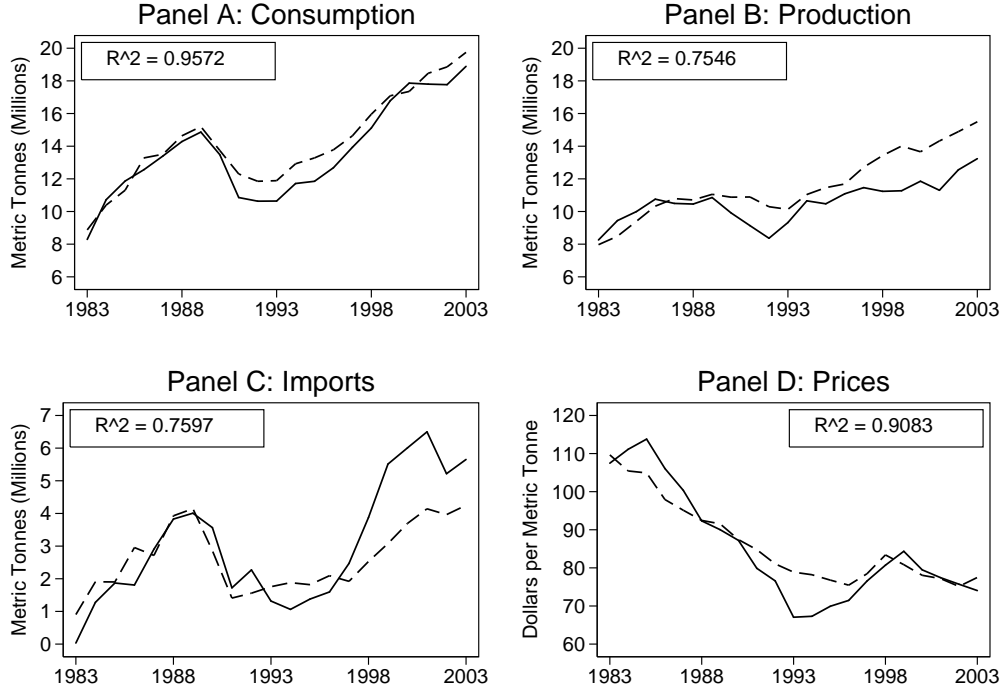 Panel A: Consumption
R^2 = 0.9572
Metric Tonnes (Millions)
20
18
16
14
12
10
8
6
1983 1988 1993 1998 2003
Panel B: Production
R^2 = 0.7546
Metric Tonnes (Millions)
20
18
16
14
12
10
8
6
1983 1988 1993 1998 2003
Panel C: Imports
R^2 = 0.7597
Metric Tonnes (Millions)
7
6
5
4
3
2
1
0
1983 1988 1993 1998 2003
Panel D: Prices
R^2 = 0.9083
Dollars per Metric Tonne
120
110
100
90
80
70
60
1983 1988 1993 1998 2003